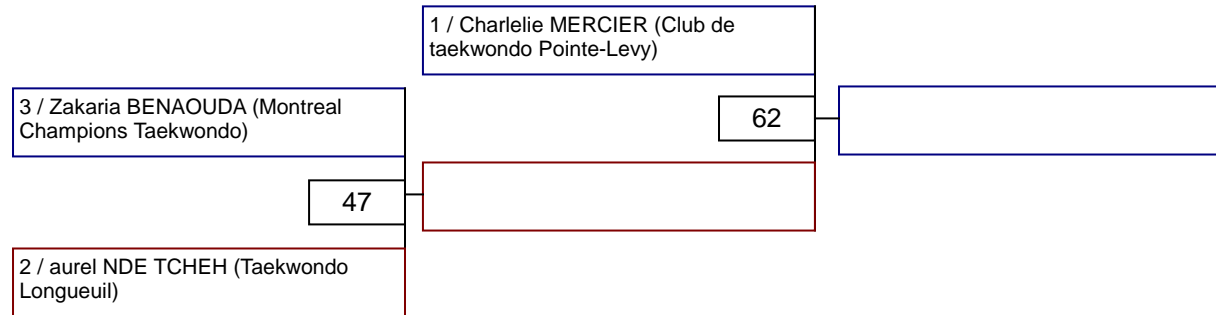 1 / Charlelie MERCIER (Club de
taekwondo Pointe-Levy)
3 / Zakaria BENAOUDA (Montreal
Champions Taekwondo)
62
47
2 / aurel NDE TCHEH (Taekwondo
Longueuil)